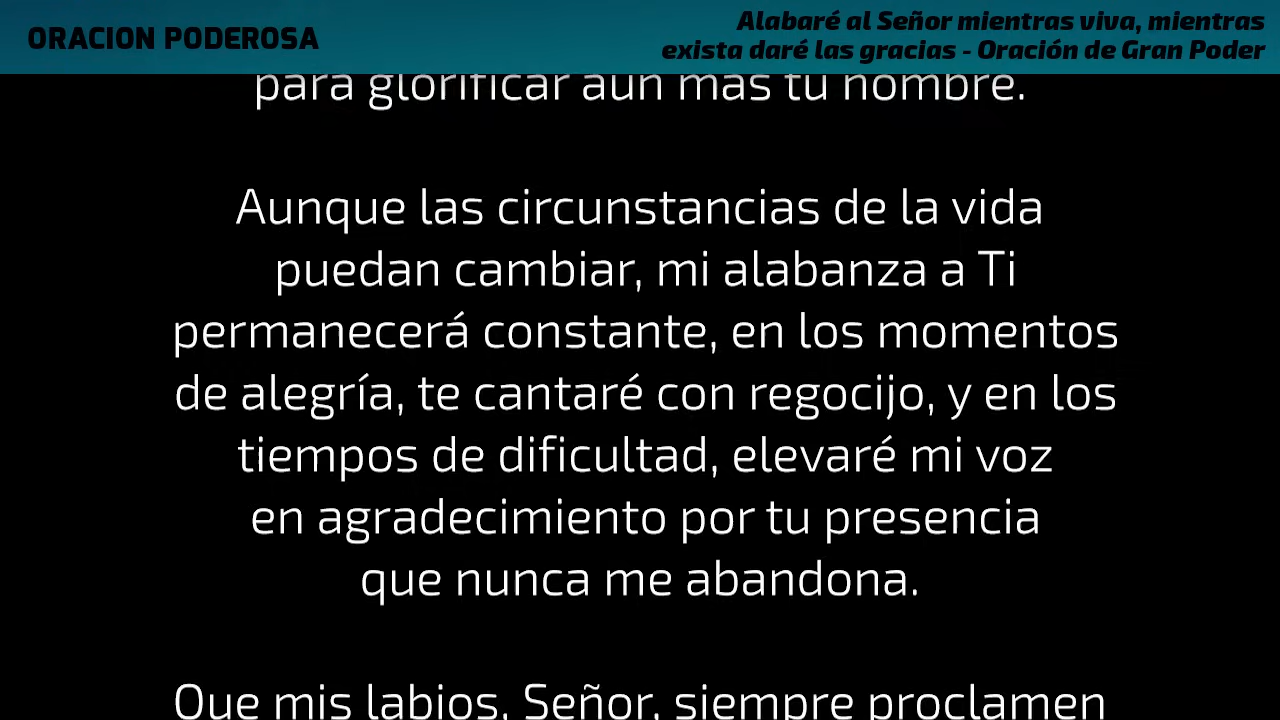 ORACION PODEROSA
Alabaré al Señor mientras viva, mientras
exista daré las gracias - Oración de Gran Poder
para glorificar aún más tu nombre.
Aunque las circunstancias de la vida
puedan cambiar, mi alabanza a Ti
permanecerá constante, en los momentos
de alegría, te cantaré con regocijo, y en los
tiempos de dificultad, elevaré mi voz
en agradecimiento por tu presencia
que nunca me abandona.
Que mis labios, Señor, siempre proclamen